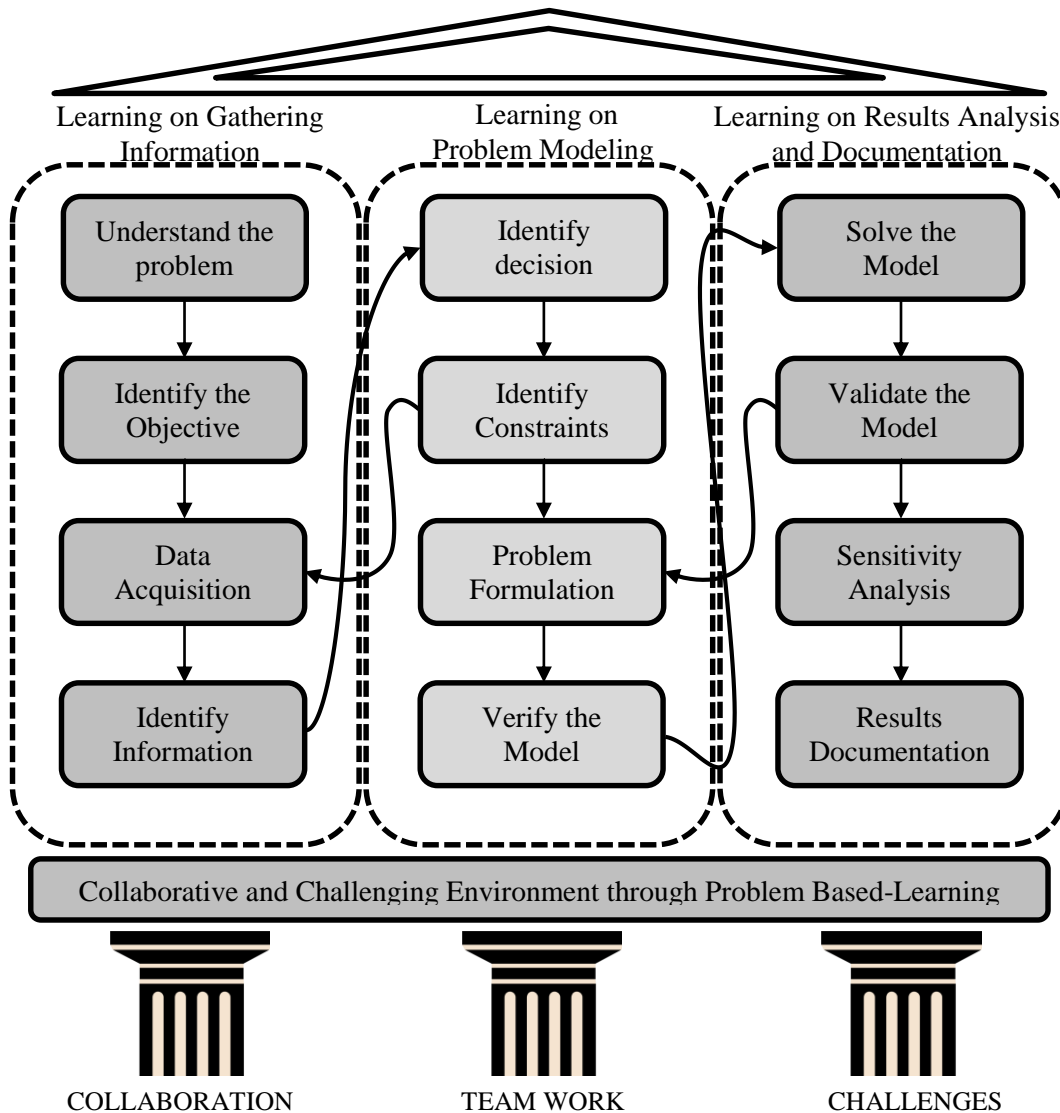 Learning on Gathering
Information
Learning on
Problem Modeling
Learning on Results Analysis
and Documentation
Understand the
problem
Identify the
Objective
Data
Acquisition
Identify
Information
Identify
decision
Identify
Constraints
Problem
Formulation
Verify the
Model
Solve the
Model
Validate the
Model
Sensitivity
Analysis
Results
Documentation
Collaborative and Challenging Environment through Problem Based-Learning
COLLABORATION
TEAM WORK
CHALLENGES